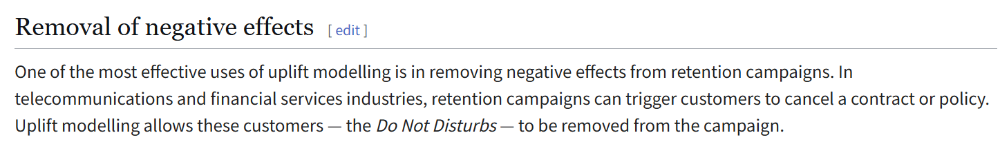 Removal of negative effects [ edit ]
One of the most effective uses of uplift modelling is in removing negative effects from retention campaigns. In
telecommunications and financial services industries, retention campaigns can trigger customers to cancel a contract or policy.
Uplift modelling allows these customers — the Do Not Disturbs — to be removed from the campaign.